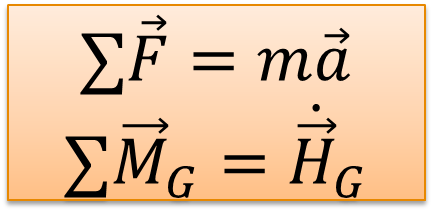 ∑F⃗ = ma⃗
∑M⃗_G = Ḣ⃗_G